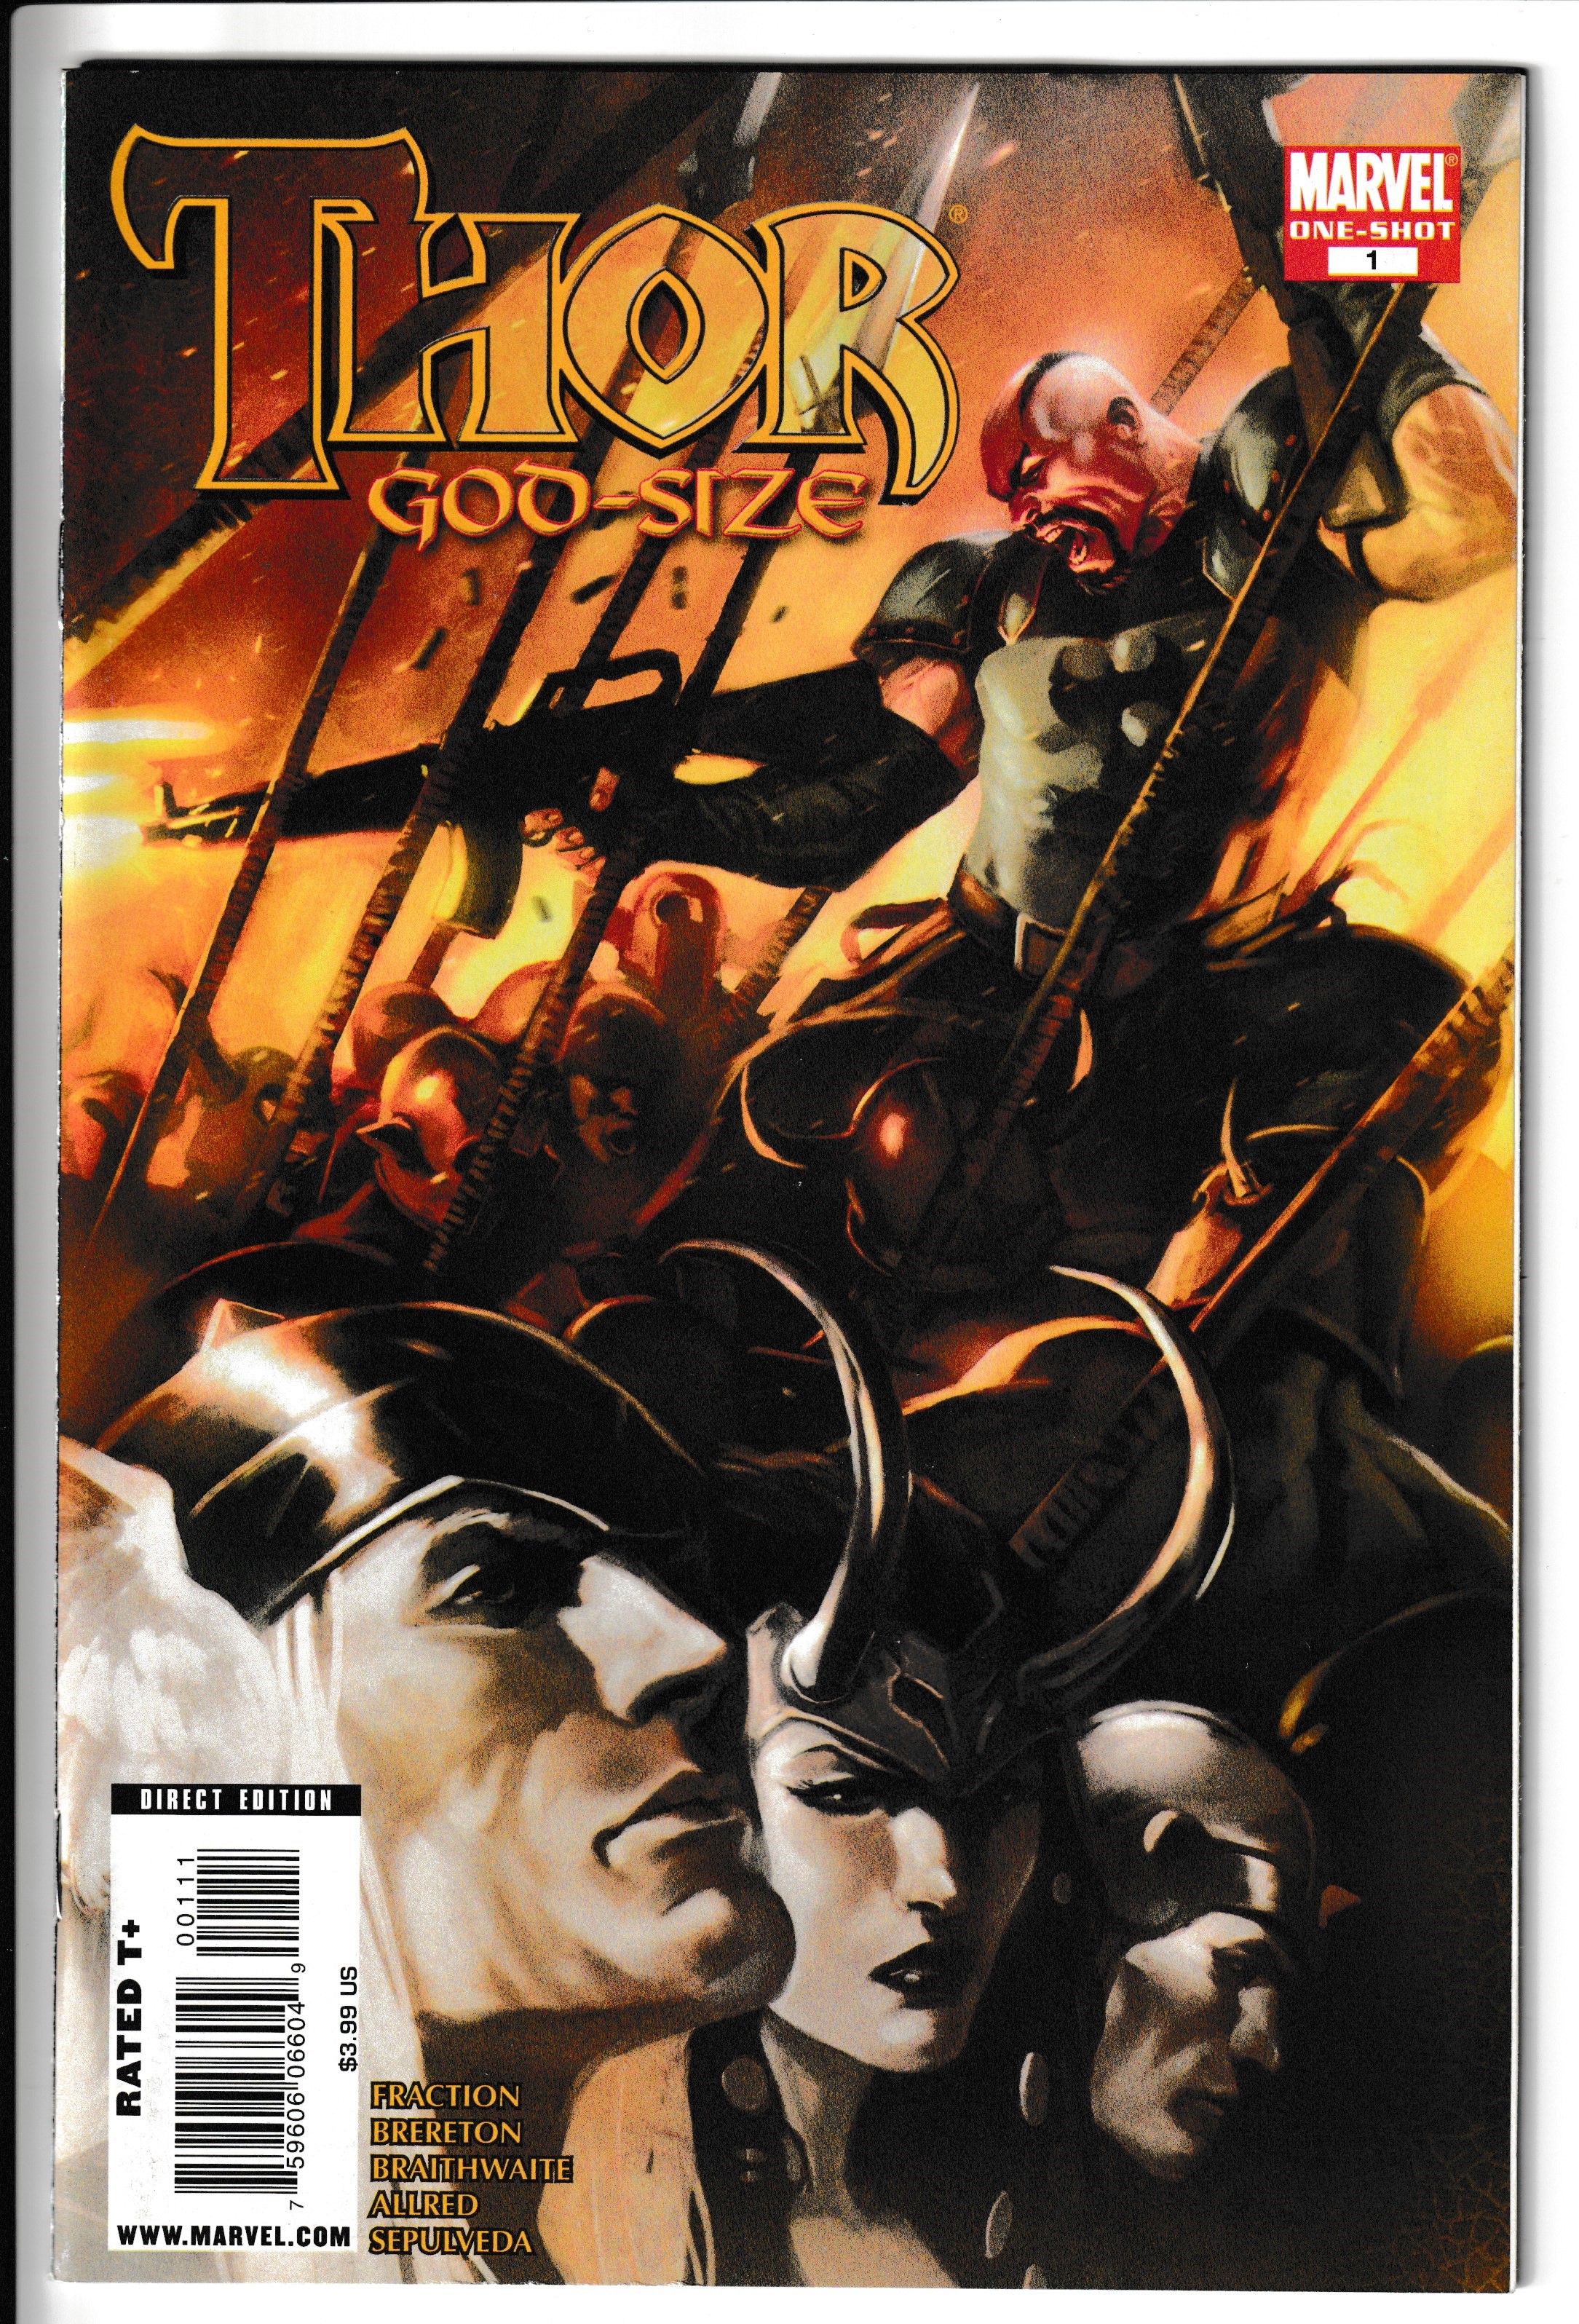 THOR®
GOD-SIZE
MARVEL®
ONE-SHOT
1
DIRECT EDITION
RATED T+
00111
7 59606 06604 9
$3.99 US
WWW.MARVEL.COM
FRACTION
BRERETON
BRAITHWAITE
ALLRED
SEPULVEDA